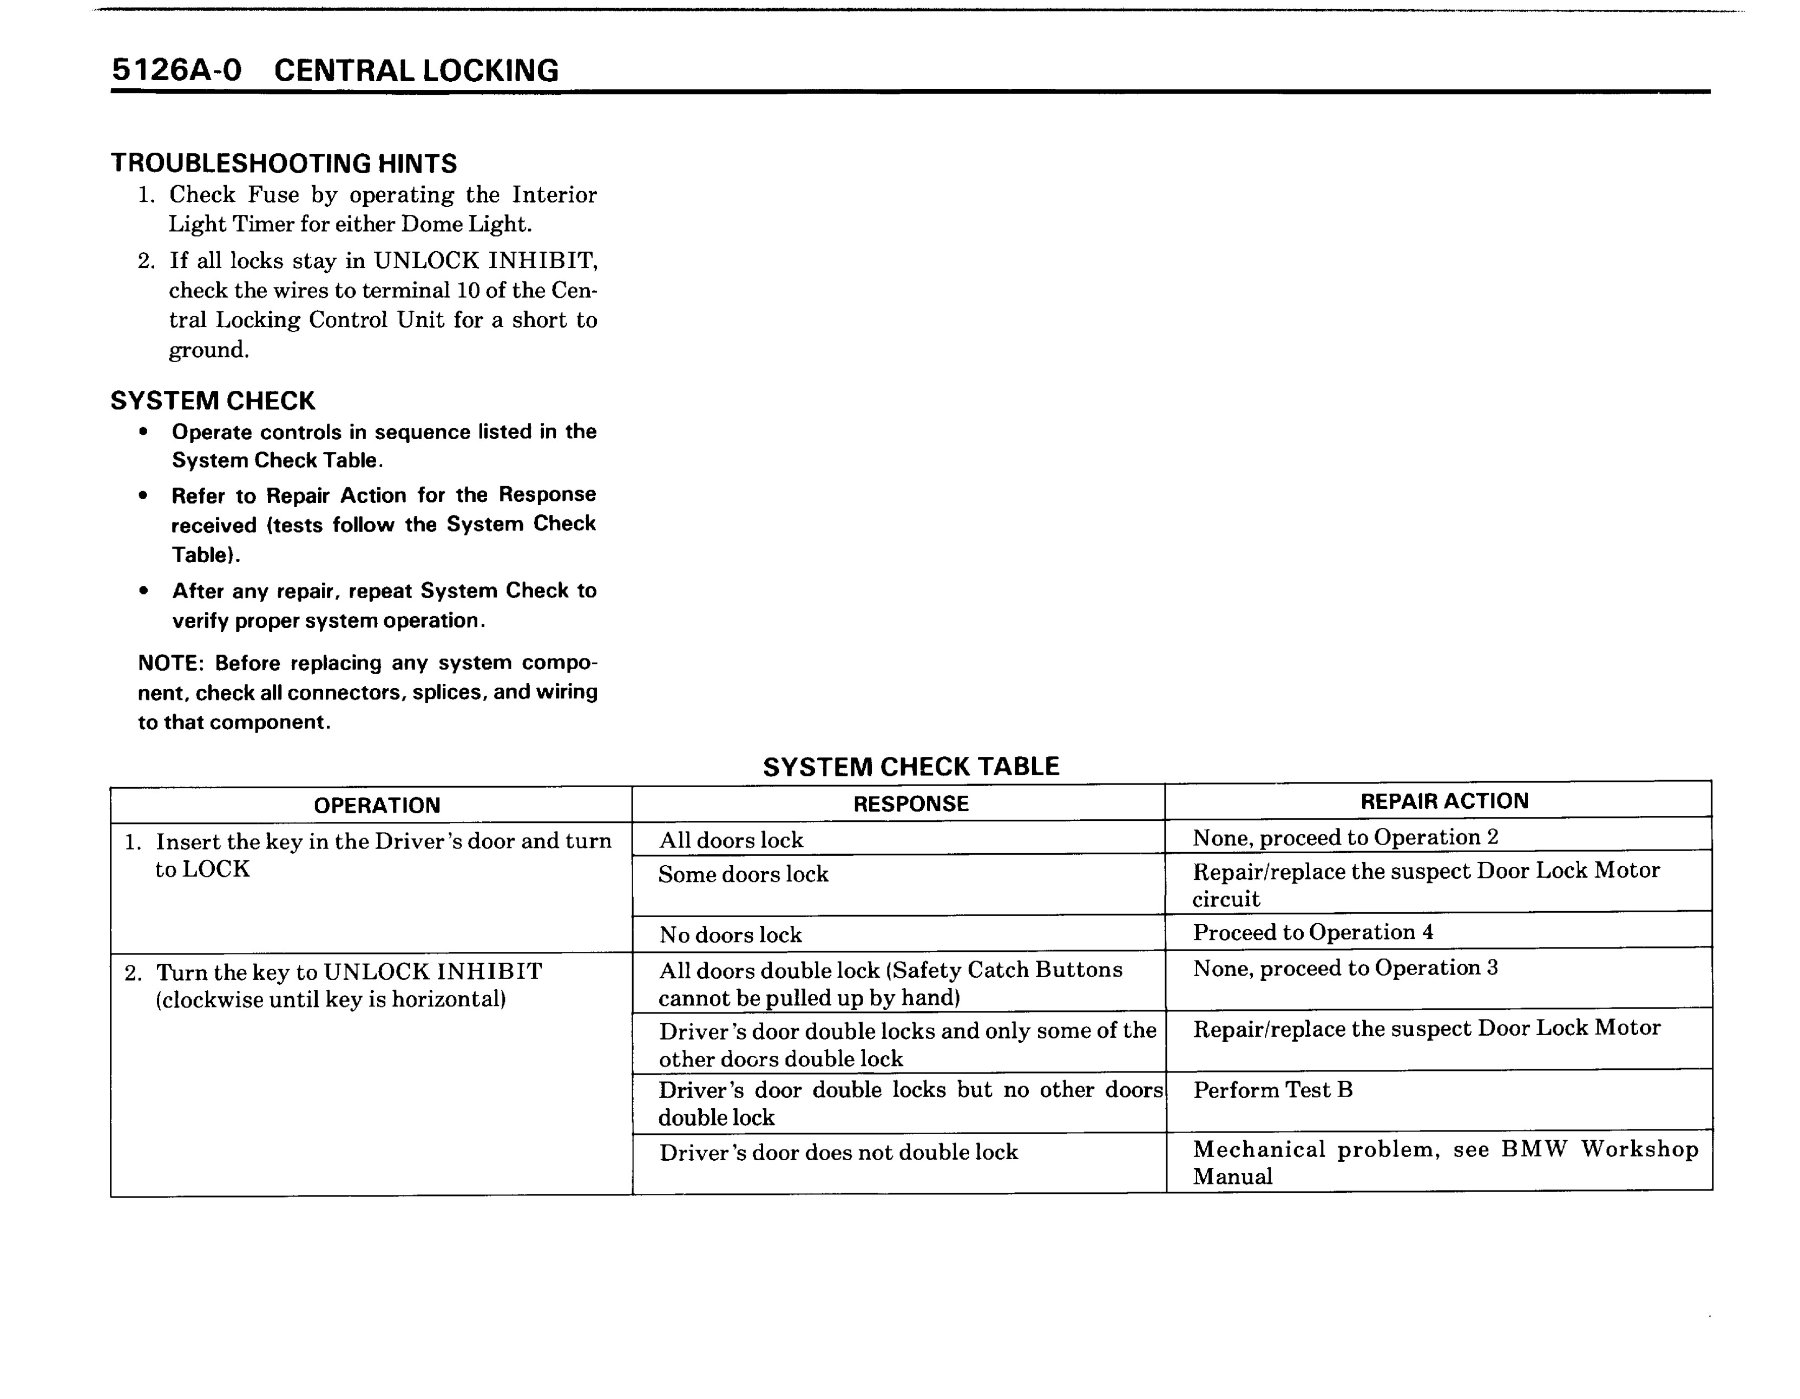 5126A-0 CENTRAL LOCKING
TROUBLESHOOTING HINTS
1. Check Fuse by operating the Interior
Light Timer for either Dome Light.
2. If all locks stay in UNLOCK INHIBIT,
check the wires to terminal 10 of the Cen-
tral Locking Control Unit for a short to
ground.
SYSTEM CHECK
• Operate controls in sequence listed in the
System Check Table.
• Refer to Repair Action for the Response
received (tests follow the System Check
Table).
• After any repair, repeat System Check to
verify proper system operation.
NOTE: Before replacing any system compo-
nent, check all connectors, splices, and wiring
to that component.
SYSTEM CHECK TABLE
OPERATION RESPONSE REPAIR ACTION
1. Insert the key in the Driver's door and turn
to LOCK
All doors lock
None, proceed to Operation 2
Some doors lock
Repair/replace the suspect Door Lock Motor
circuit
No doors lock
Proceed to Operation 4
2. Turn the key to UNLOCK INHIBIT
(clockwise until key is horizontal)
All doors double lock (Safety Catch Buttons
cannot be pulled up by hand)
None, proceed to Operation 3
Driver's door double locks and only some of the
other doors double lock
Repair/replace the suspect Door Lock Motor
Driver's door double locks but no other doors
double lock
Perform Test B
Driver's door does not double lock
Mechanical problem, see BMW Workshop
Manual